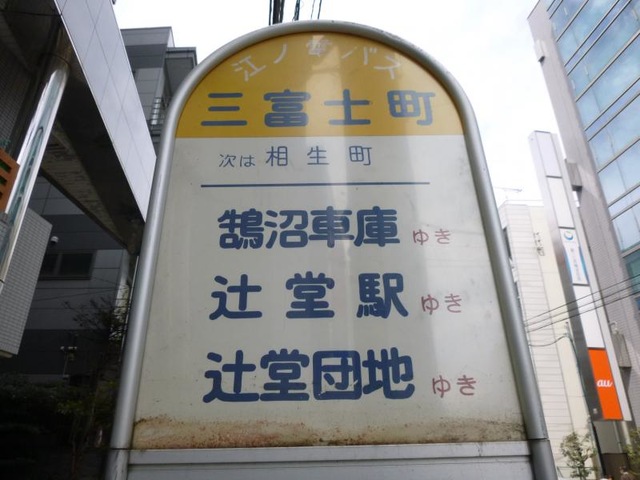 江ノ電バス
三富士町
次は 相生町
鵠沼車庫 ゆき
辻堂駅 ゆき
辻堂団地 ゆき
au